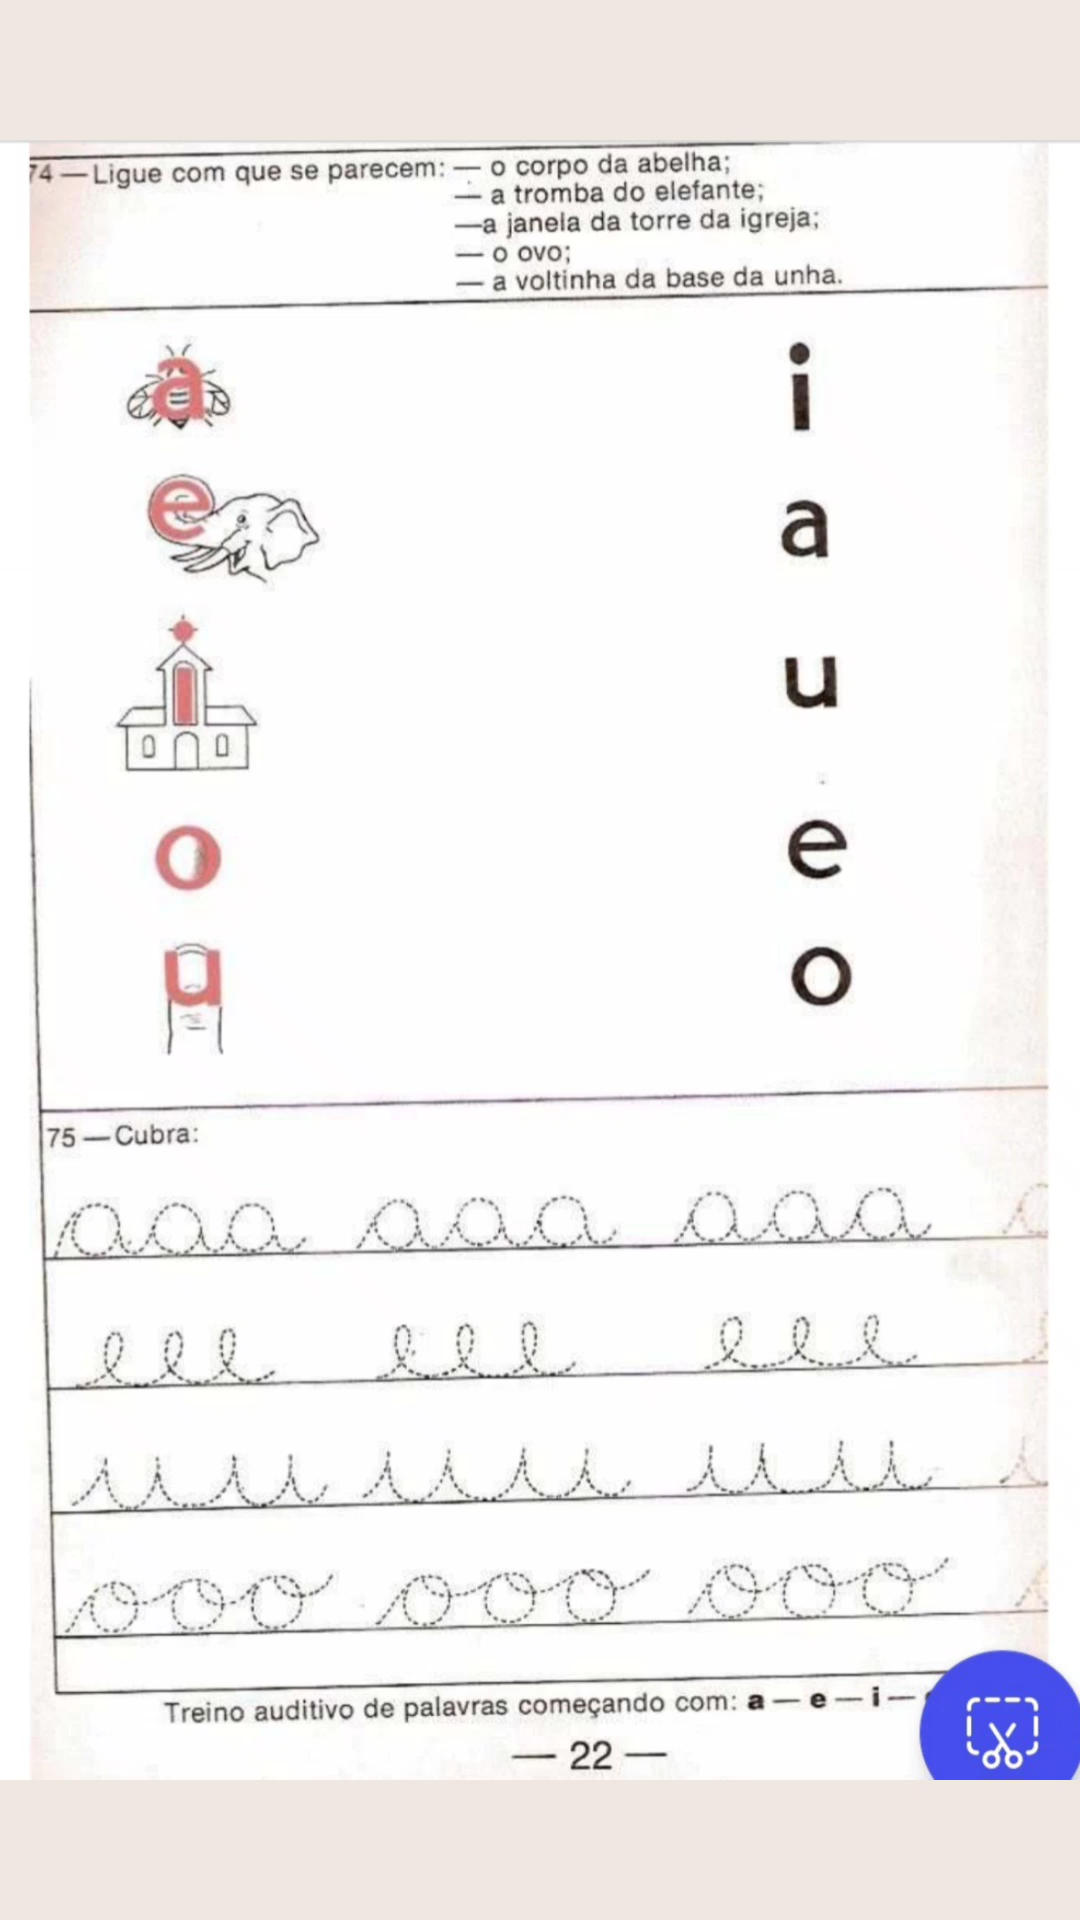 74 — Ligue com que se parecem: — o corpo da abelha;
— a tromba do elefante;
—a janela da torre da igreja;
— o ovo;
— a voltinha da base da unha.
a
i
e
a
i
u
o
e
u
o
75 — Cubra:
a a a a a a a a a a
e e e e e e e e e
u u u u u u
o o o o o o o o o
Treino auditivo de palavras começando com: a — e — i —
— 22 —